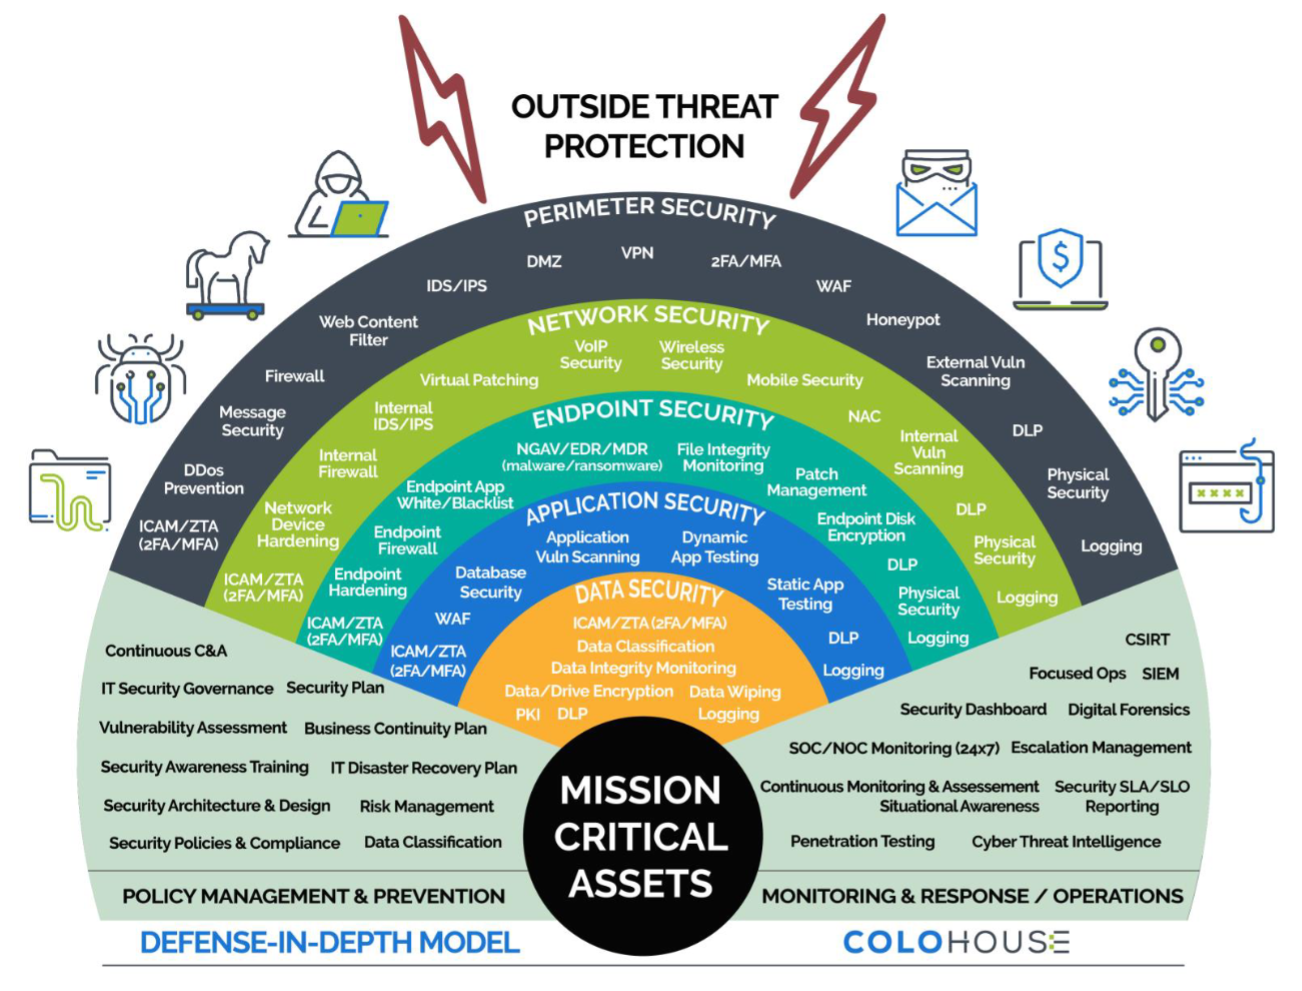 OUTSIDE THREAT
PROTECTION
PERIMETER SECURITY
ICAM/ZTA
(2FA/MFA)
DDos
Prevention
Message
Security
Firewall
Web Content
Filter
IDS/IPS
DMZ
VPN
2FA/MFA
WAF
Honeypot
External Vuln
Scanning
DLP
Physical
Security
Logging
NETWORK SECURITY
ICAM/ZTA
(2FA/MFA)
Network
Device
Hardening
Internal
Firewall
Internal
IDS/IPS
Virtual Patching
VoIP
Security
Wireless
Security
Mobile Security
NAC
Internal
Vuln
Scanning
DLP
Physical
Security
Logging
ENDPOINT SECURITY
ICAM/ZTA
(2FA/MFA)
Endpoint
Hardening
Endpoint
Firewall
Endpoint App
White/Blacklist
NGAV/EDR/MDR
(malware/ransomware)
File Integrity
Monitoring
Patch
Management
Endpoint Disk
Encryption
DLP
Physical
Security
Logging
APPLICATION SECURITY
ICAM/ZTA
(2FA/MFA)
WAF
Database
Security
Application
Vuln Scanning
Dynamic
App Testing
Static App
Testing
DLP
Logging
DATA SECURITY
ICAM/ZTA (2FA/MFA)
Data Classification
Data Integrity Monitoring
Data/Drive Encryption Data Wiping
PKI DLP Logging
MISSION
CRITICAL
ASSETS
Continuous C&A
IT Security Governance Security Plan
Vulnerability Assessment Business Continuity Plan
Security Awareness Training IT Disaster Recovery Plan
Security Architecture & Design Risk Management
Security Policies & Compliance Data Classification
POLICY MANAGEMENT & PREVENTION
CSIRT
Focused Ops SIEM
Security Dashboard Digital Forensics
SOC/NOC Monitoring (24x7) Escalation Management
Continuous Monitoring & Assessement Security SLA/SLO
Situational Awareness Reporting
Penetration Testing Cyber Threat Intelligence
MONITORING & RESPONSE / OPERATIONS
DEFENSE-IN-DEPTH MODEL
COLOHOUSE